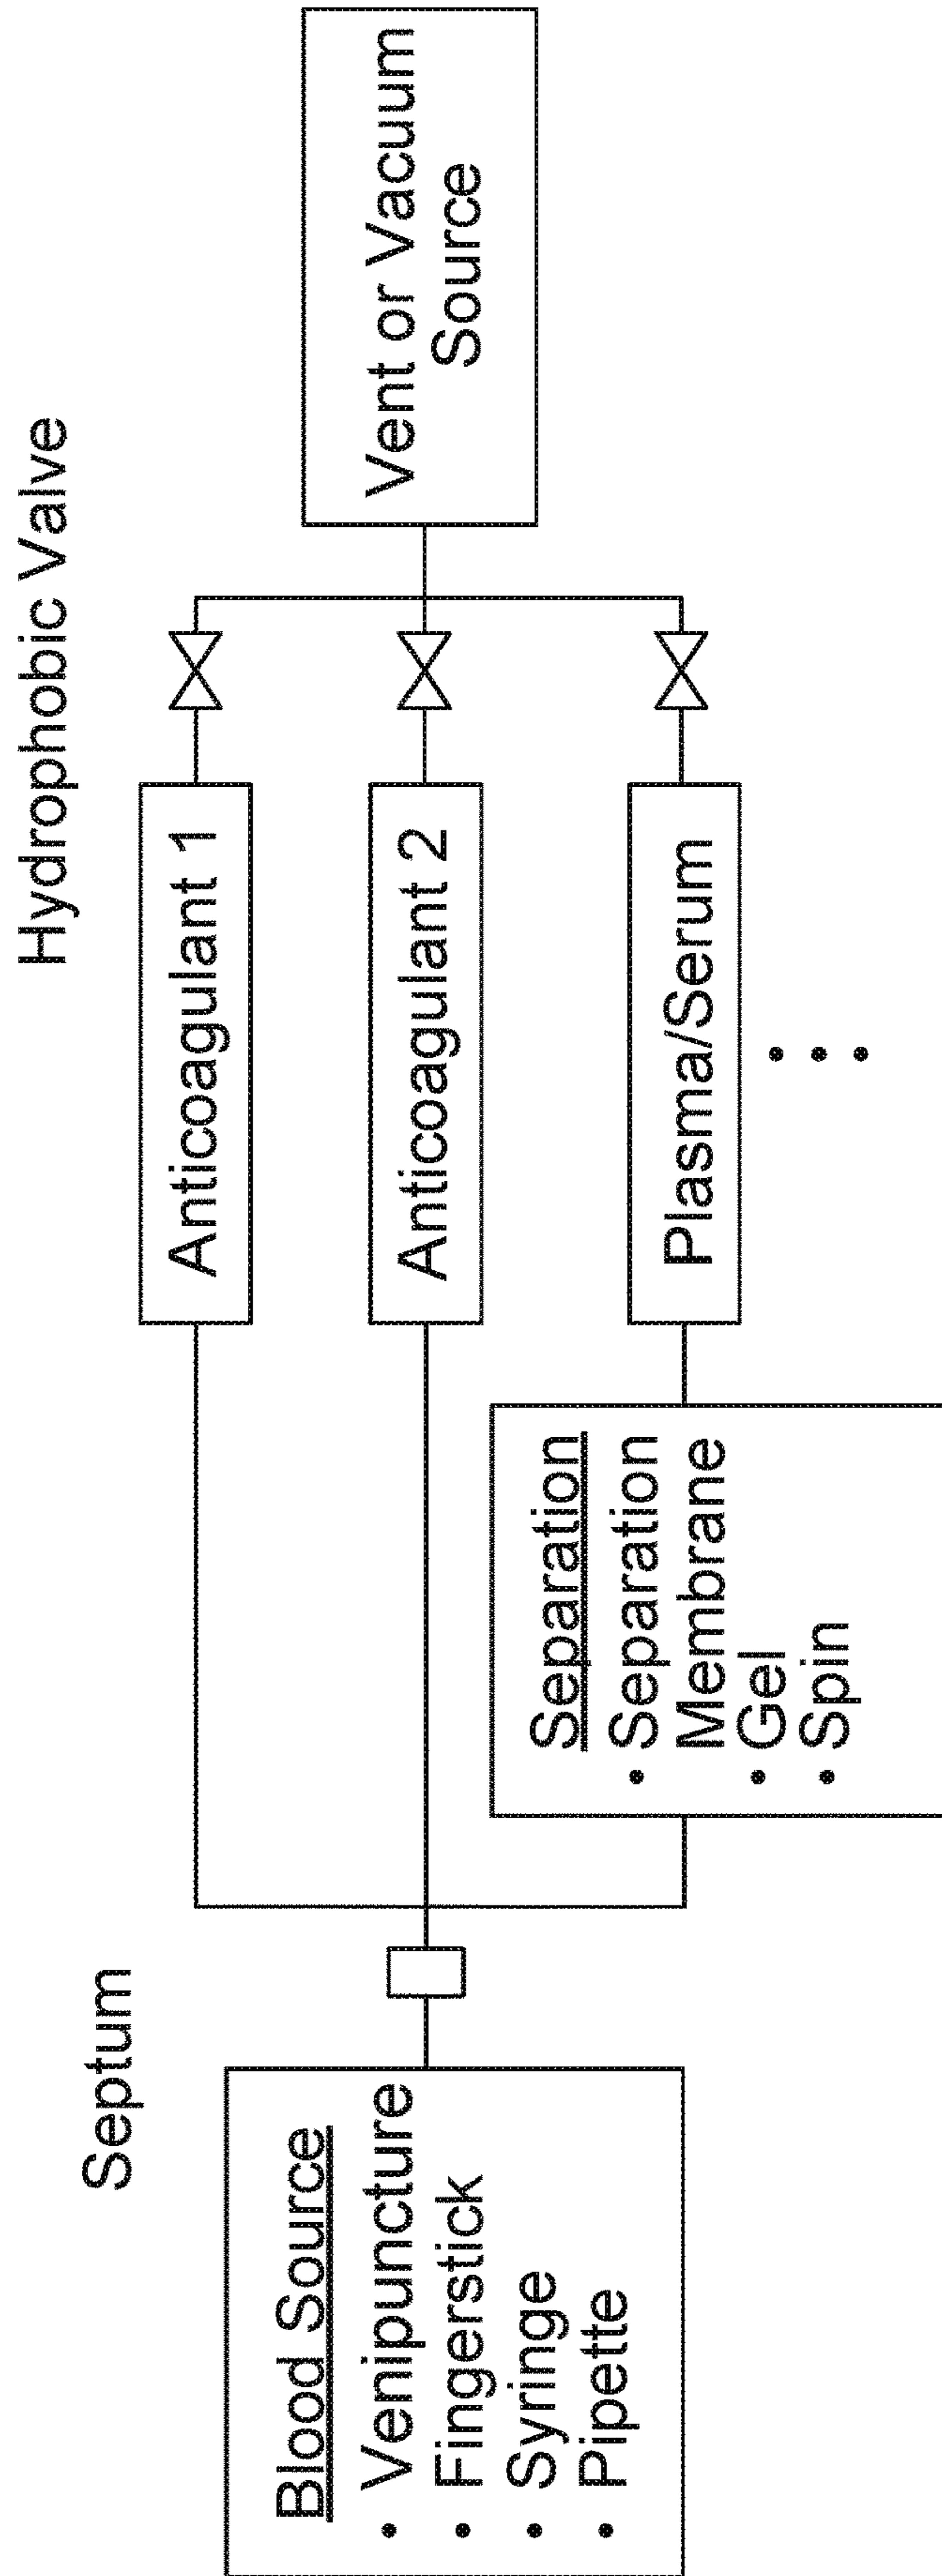 Septum
Hydrophobic Valve
Blood Source
• Venipuncture
• Fingerstick
• Syringe
• Pipette
Anticoagulant 1
Anticoagulant 2
Separation
• Separation
Membrane
• Gel
• Spin
Plasma/Serum
• • •
Vent or Vacuum
Source